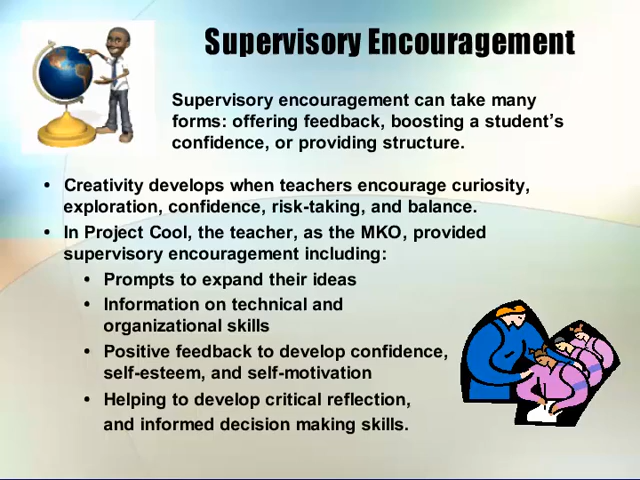 Supervisory Encouragement
Supervisory encouragement can take many
forms: offering feedback, boosting a student’s
confidence, or providing structure.
• Creativity develops when teachers encourage curiosity,
exploration, confidence, risk-taking, and balance.
• In Project Cool, the teacher, as the MKO, provided
supervisory encouragement including:
• Prompts to expand their ideas
• Information on technical and
organizational skills
• Positive feedback to develop confidence,
self-esteem, and self-motivation
• Helping to develop critical reflection,
and informed decision making skills.